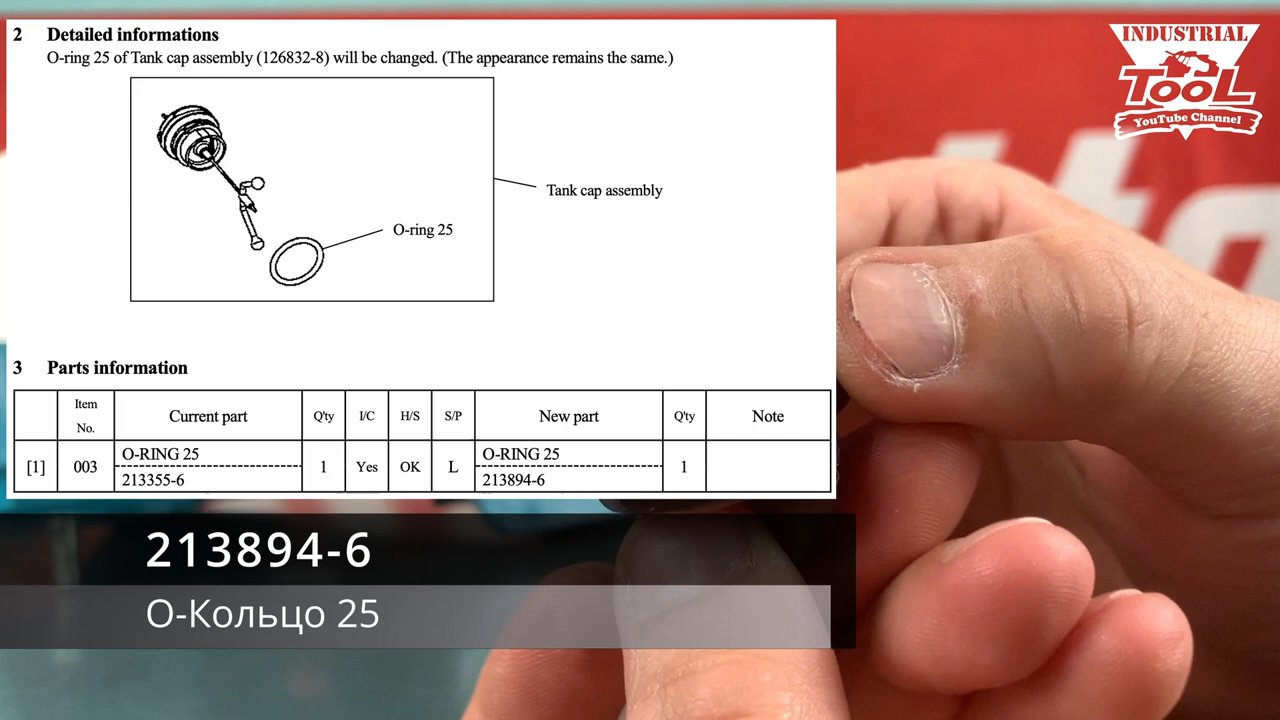 2 Detailed informations
O-ring 25 of Tank cap assembly (126832-8) will be changed. (The appearance remains the same.)
Tank cap assembly
O-ring 25
3 Parts information
Item No. Current part Q'ty I/C H/S S/P New part Q'ty Note
[1] 003 O-RING 25 213355-6 1 Yes OK L O-RING 25 213894-6 1
213894-6
О-Кольцо 25
INDUSTRIAL
TOOL
YouTube Channel